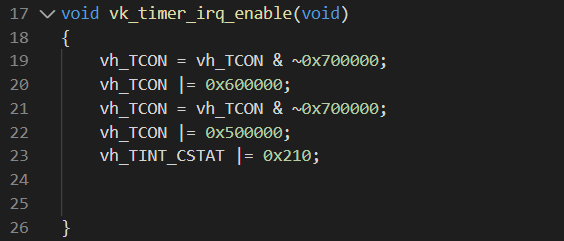 17 void vk_timer_irq_enable(void)
18 {
19 vh_TCON = vh_TCON & ~0x700000;
20 vh_TCON |= 0x600000;
21 vh_TCON = vh_TCON & ~0x700000;
22 vh_TCON |= 0x500000;
23 vh_TINT_CSTAT |= 0x210;
24
25
26 }